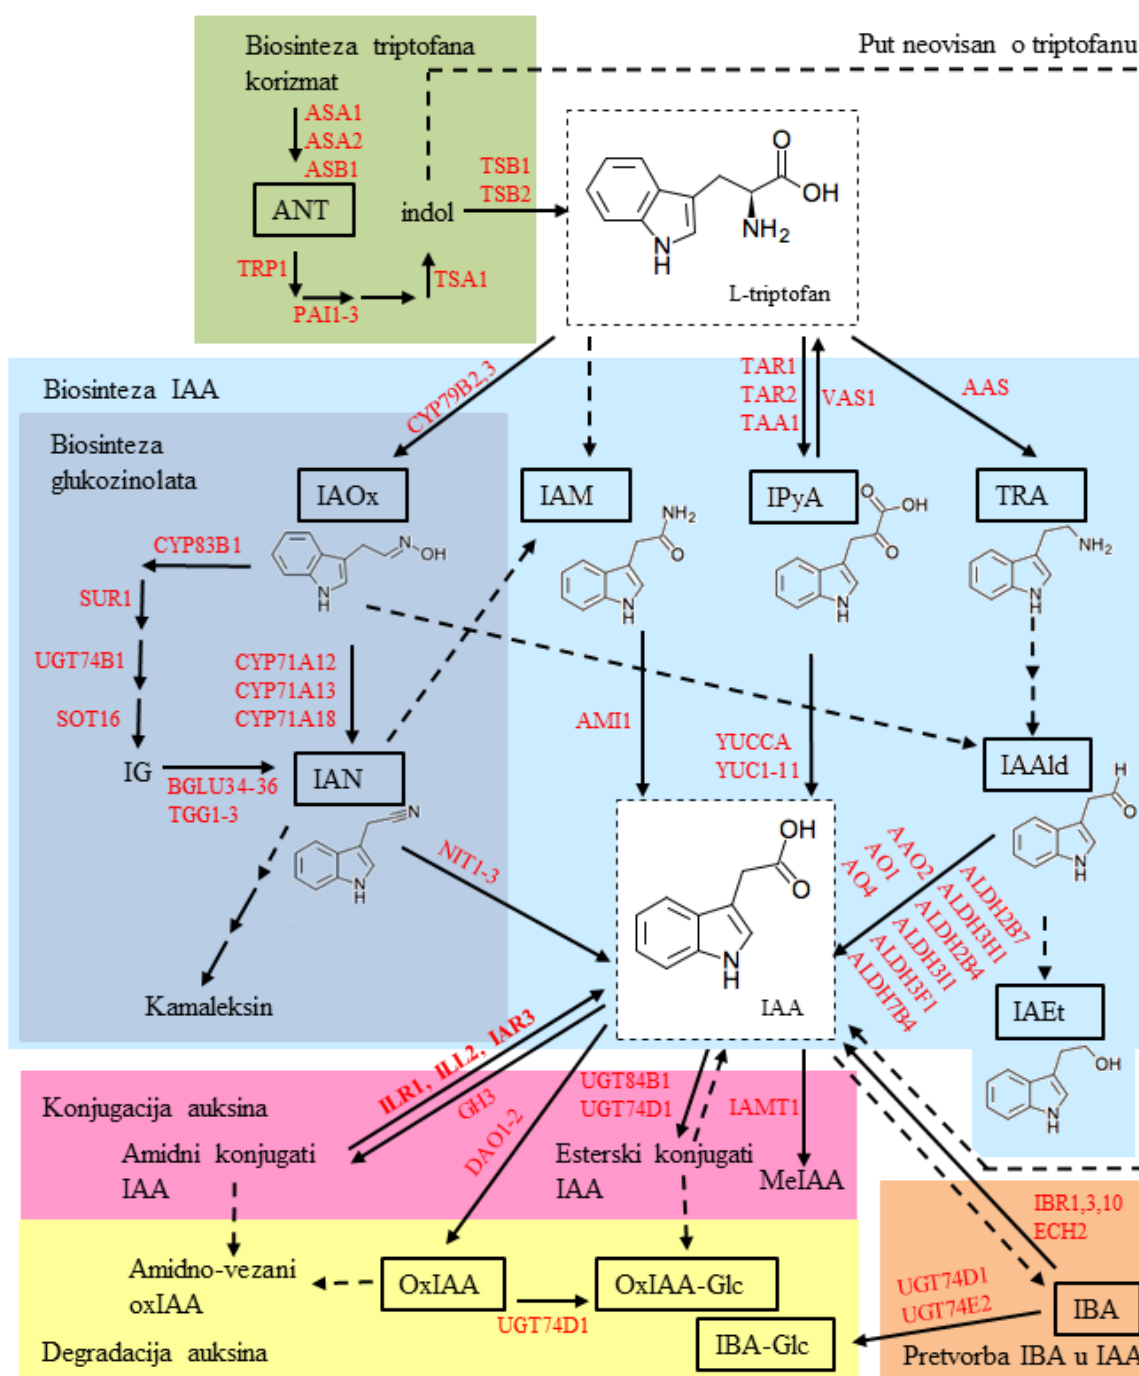 Biosinteza triptofana
korizmat
ASA1
ASA2
ASB1
ANT
TRP1
PAI1-3
TSA1
indol
TSB1
TSB2
Put neovisan o triptofanu
O
OH
NH2
N
H
L-triptofan
Biosinteza IAA
CYP79B2,3
TAR1
TAR2
TAA1
VAS1
AAS
Biosinteza
glukozinolata
IAOx
N
OH
N
H
IAM
NH2
O
N
H
IPyA
O
OH
O
N
H
TRA
NH2
N
H
CYP83B1
SUR1
UGT74B1
SOT16
IG
CYP71A12
CYP71A13
CYP71A18
BGLU34-36
TGG1-3
IAN
N
N
H
Kamaleksin
NIT1-3
AMI1
YUCCA
YUC1-11
IAAld
H
O
N
H
OH
O
N
H
IAA
AAO2
AO1
AO4
ALDH2B7
ALDH3H1
ALDH2B4
ALDH3I1
ALDH3F1
ALDH7B4
IAEt
OH
N
H
Konjugacija auksina
ILR1, ILL2, IAR3
GH3
DAO1-2
UGT84B1
UGT74D1
IAMT1
Amidni konjugati
IAA
Esterski konjugati
IAA
MeIAA
IBR1,3,10
ECH2
Amidno-vezani
oxIAA
OxIAA
UGT74D1
OxIAA-Glc
IBA-Glc
UGT74D1
UGT74E2
IBA
Degradacija auksina
Pretvorba IBA u IAA